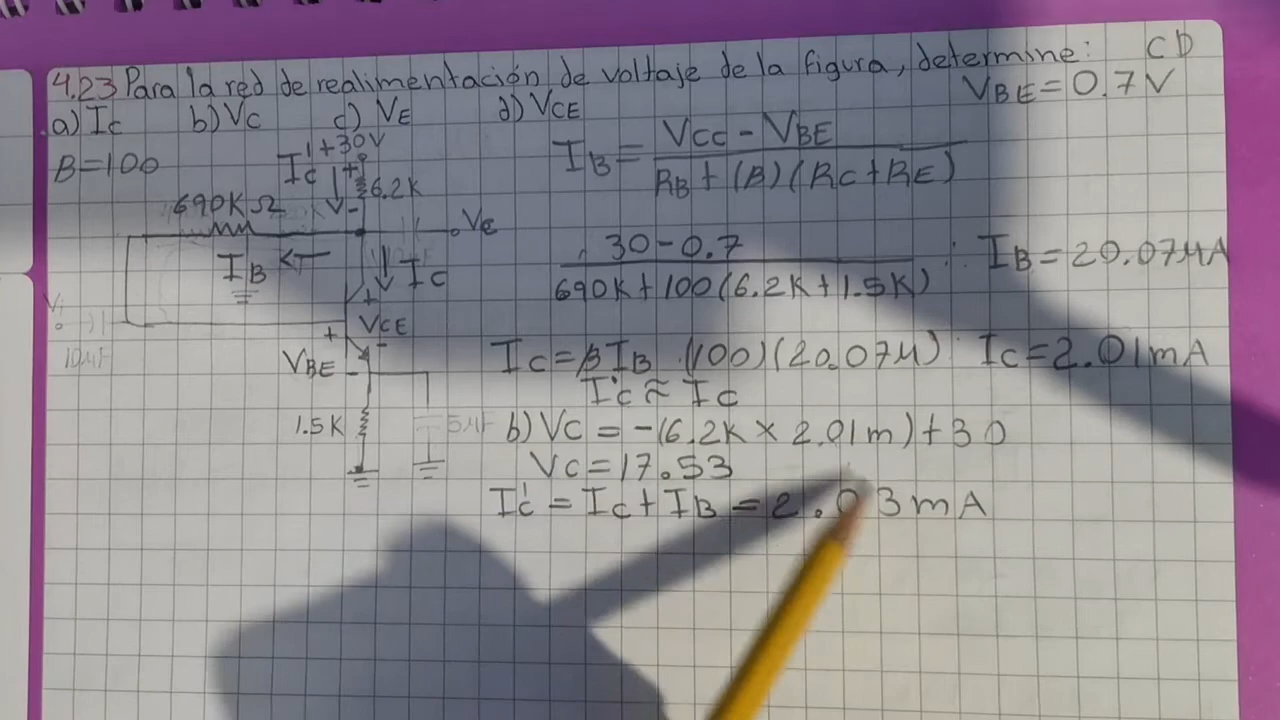 4.23 Para la red de realimentación de voltaje de la figura, determine: CD
a) Ic b) Vc c) VE d) VCE VBE = 0.7 V
B=100
I'c +30V
+
6.2K
-
690KΩ
Vc
IB
Ic
IB = Vcc - VBE / RB + (B)(Rc + RE)
30 - 0.7 / 690K + 100(6.2K + 1.5K) ∴ IB = 20.07µA
+
VCE
-
10µF
+
VBE
-
1.5K
5µF
Ic = βIB (100)(20.07µ) Ic = 2.01mA
I'c ≈ Ic
b) Vc = -(6.2K × 2.01m) + 30
Vc = 17.53
I'c = Ic + IB = 2.03mA